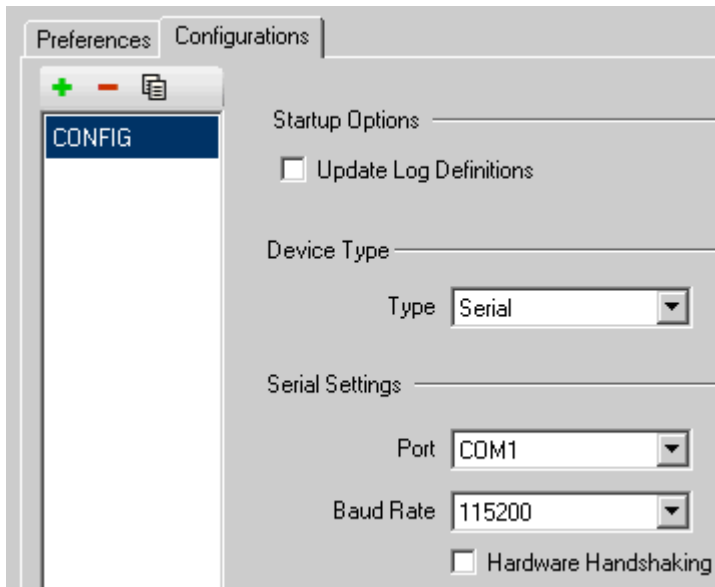 Preferences
Configurations
CONFIG
Startup Options
Update Log Definitions
Device Type
Type Serial
Serial Settings
Port COM1
Baud Rate 115200
Hardware Handshaking